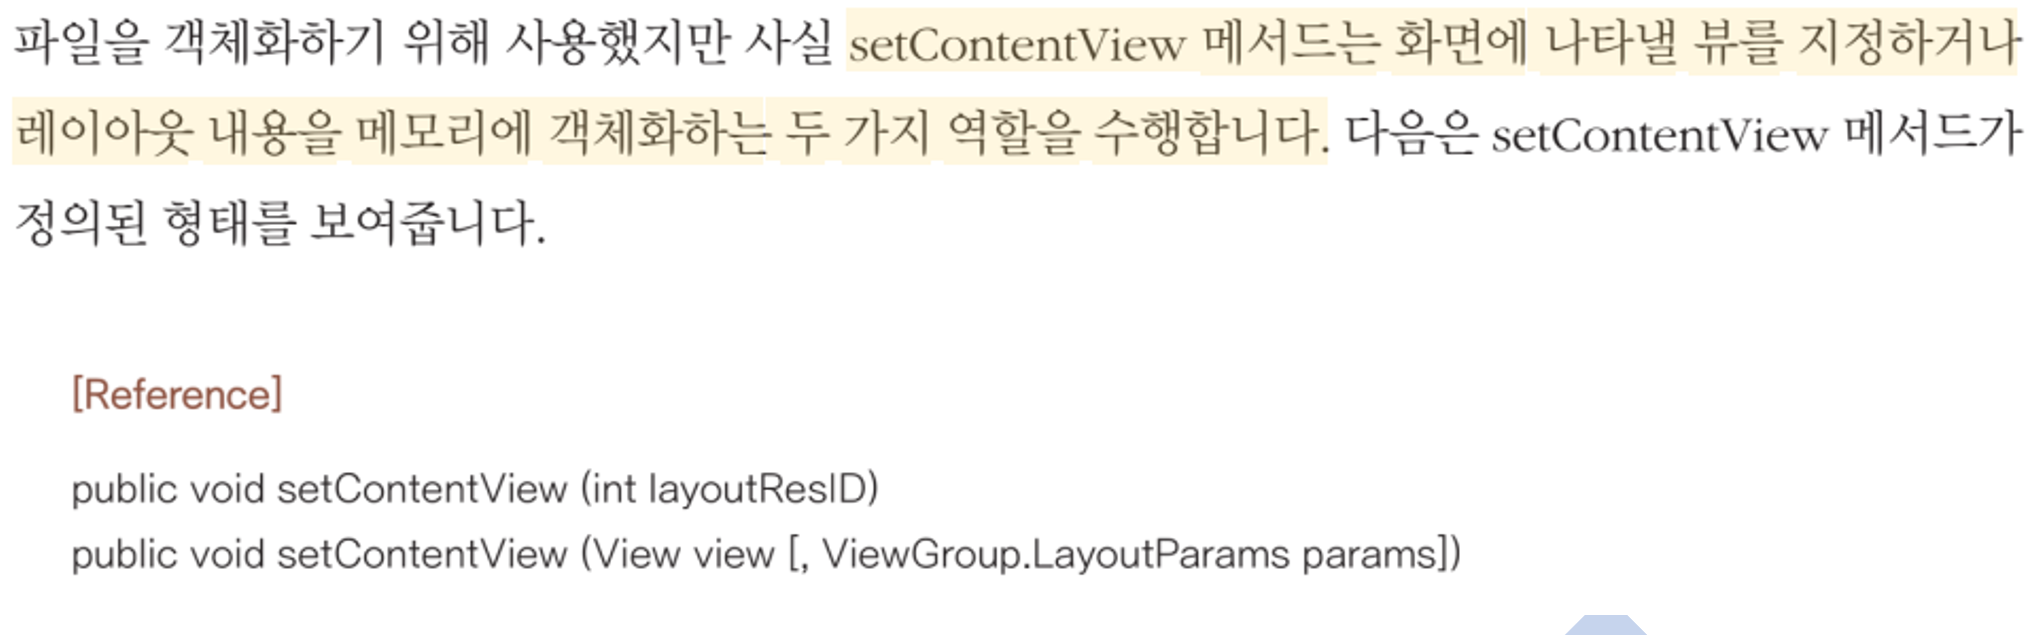 파일을 객체화하기 위해 사용했지만 사실 setContentView 메서드는 화면에 나타낼 뷰를 지정하거나
레이아웃 내용을 메모리에 객체화하는 두 가지 역할을 수행합니다. 다음은 setContentView 메서드가
정의된 형태를 보여줍니다.
[Reference]
public void setContentView (int layoutResID)
public void setContentView (View view [, ViewGroup.LayoutParams params])